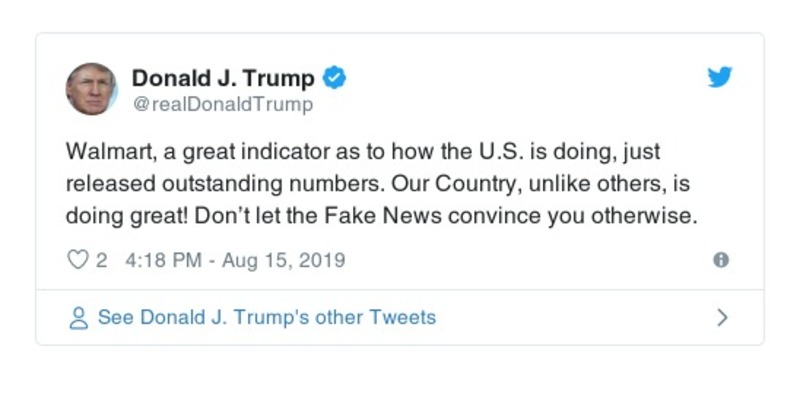 Donald J. Trump
@realDonaldTrump
Walmart, a great indicator as to how the U.S. is doing, just
released outstanding numbers. Our Country, unlike others, is
doing great! Don’t let the Fake News convince you otherwise.
2 4:18 PM - Aug 15, 2019
See Donald J. Trump's other Tweets